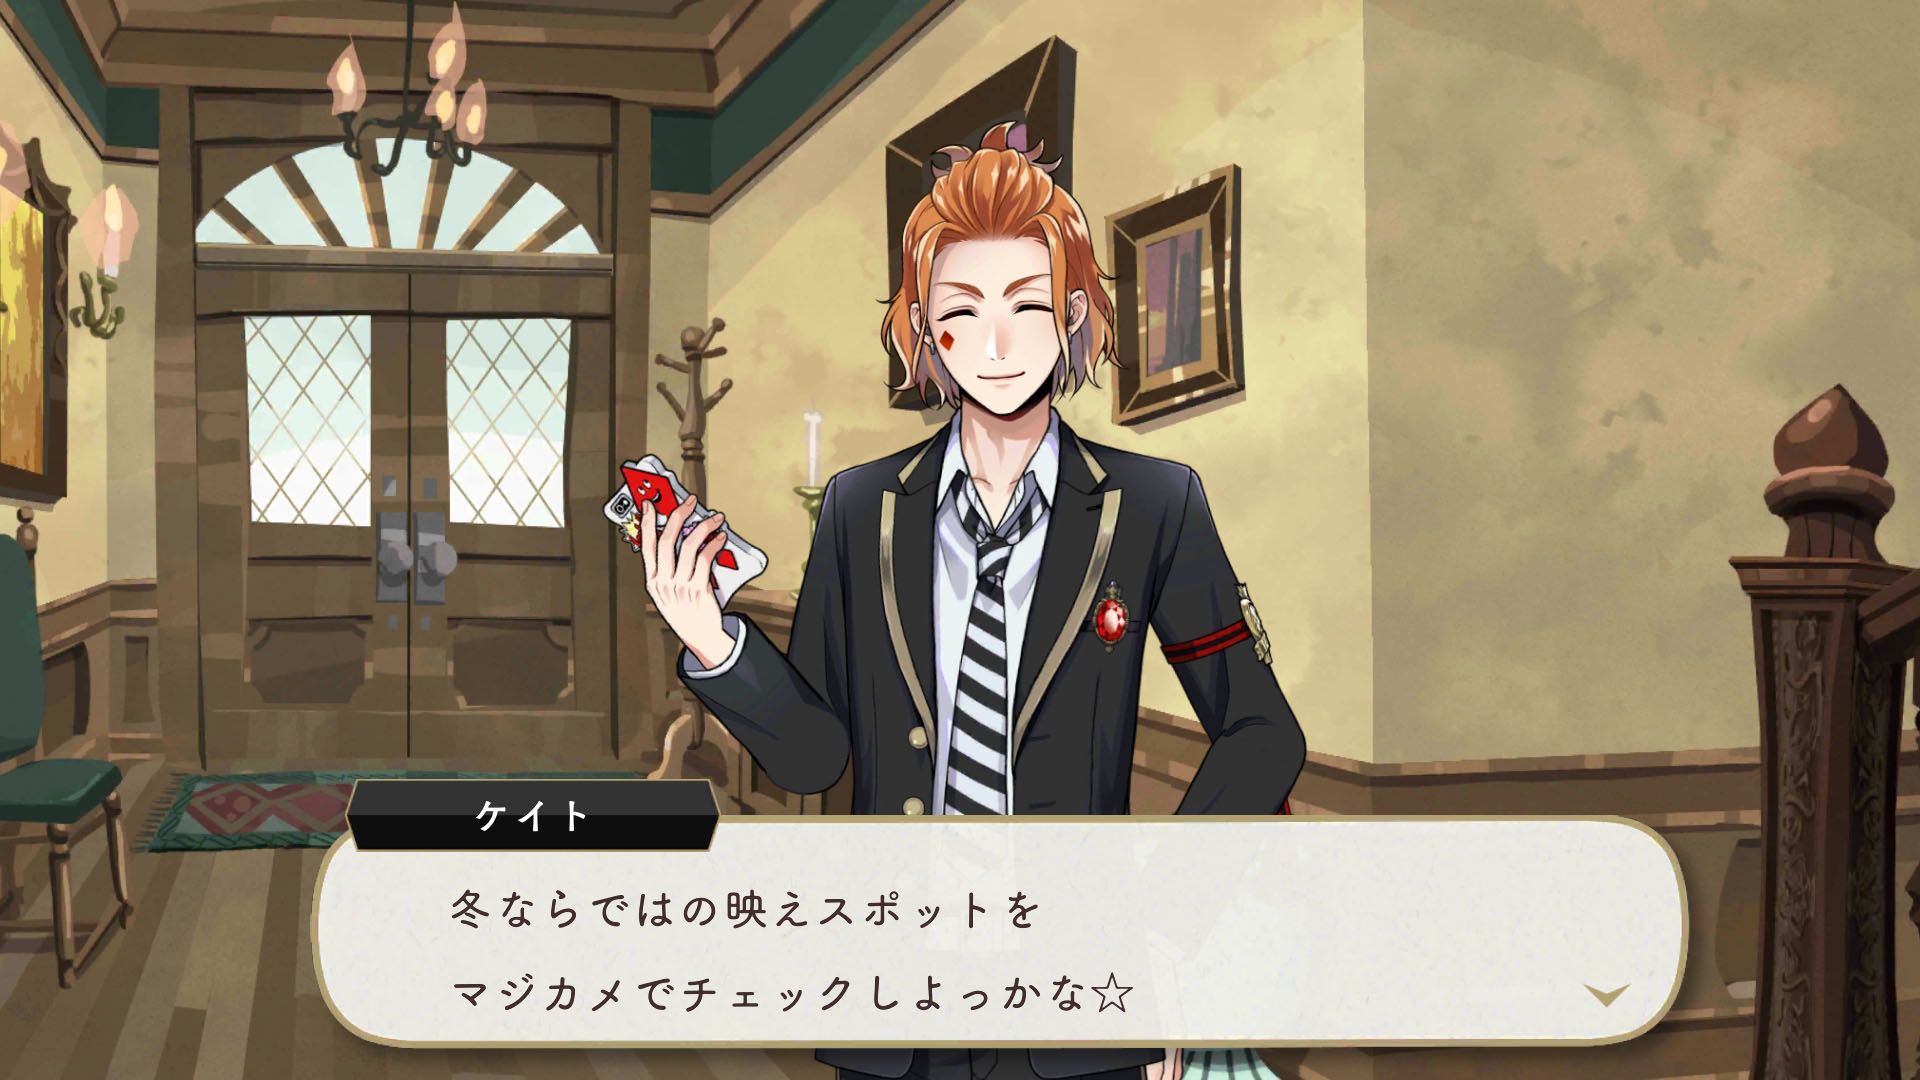 ケイト
冬ならではの映えスポットを
マジカメでチェックしよっかな☆